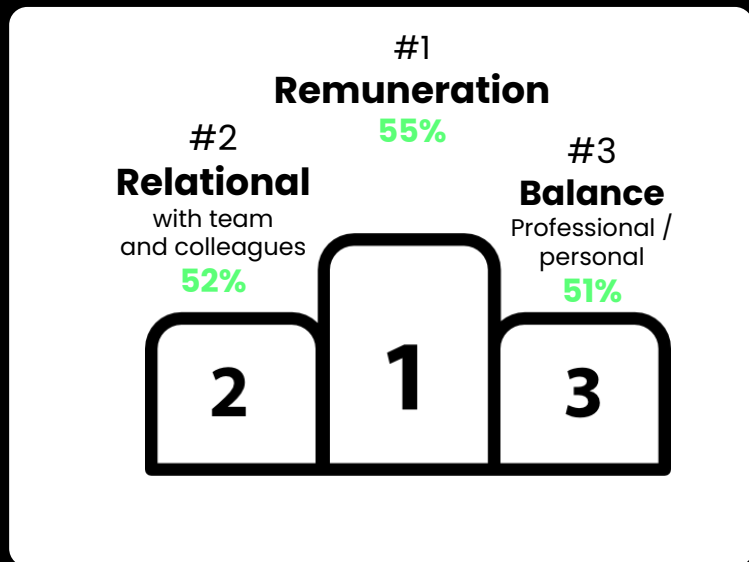 #1
Remuneration
55%
#2
Relational
with team
and colleagues
52%
#3
Balance
Professional /
personal
51%
2
1
3